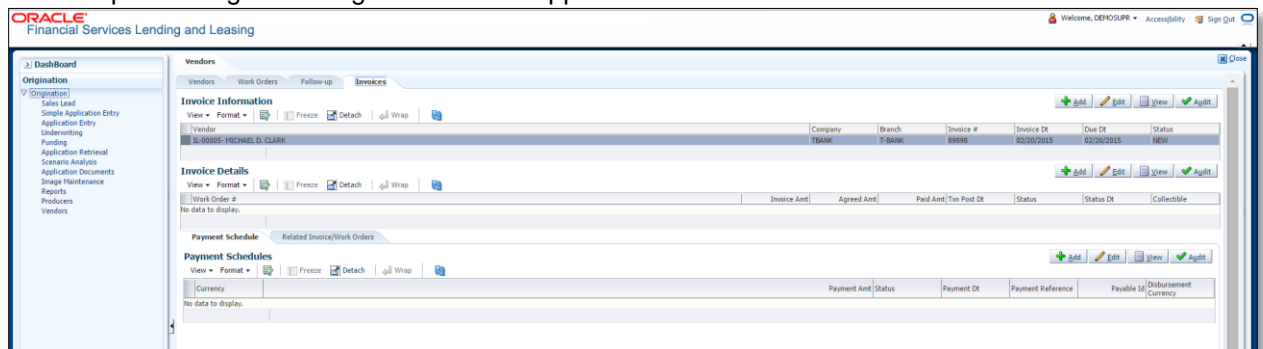 ORACLE
Financial Services Lending and Leasing
Welcome, DEMOSUPR Accessibility Sign Out
Close
DashBoard
Origination
Origination
Sales Lead
Simple Application Entry
Application Entry
Underwriting
Funding
Application Retrieval
Scenario Analysis
Application Documents
Image Maintenance
Reports
Producers
Vendors
Vendors
Vendors Work Orders Follow-up Invoices
Invoice Information
Add Edit View Audit
View Format Freeze Detach Wrap
Vendor Company Branch Invoice # Invoice Dt Due Dt Status
IL-00005- MICHAEL D. CLARK TBANK T-BANK 89898 02/20/2015 02/20/2015 NEW
Invoice Details
Add Edit View Audit
View Format Freeze Detach Wrap
Work Order # Invoice Amt Agreed Amt Paid Amt Txn Post Dt Status Status Dt Collectible
No data to display.
Payment Schedule Related Invoice/Work Orders
Payment Schedules
Add Edit View Audit
View Format Freeze Detach Wrap
Currency Payment Amt Status Payment Dt Payment Reference Payable Id Disbursement Currency
No data to display.